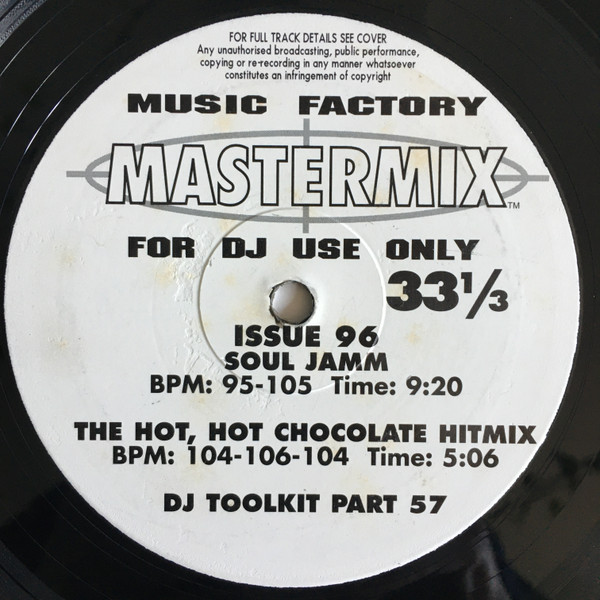 FOR FULL TRACK DETAILS SEE COVER
Any unauthorised broadcasting, public performance,
copying or re-recording in any manner whatsoever
constitutes an infringement of copyright
MUSIC FACTORY
MASTERMIX™
FOR DJ USE ONLY
33⅓
ISSUE 96
SOUL JAMM
BPM: 95-105 Time: 9:20
THE HOT, HOT CHOCOLATE HITMIX
BPM: 104-106-104 Time: 5:06
DJ TOOLKIT PART 57